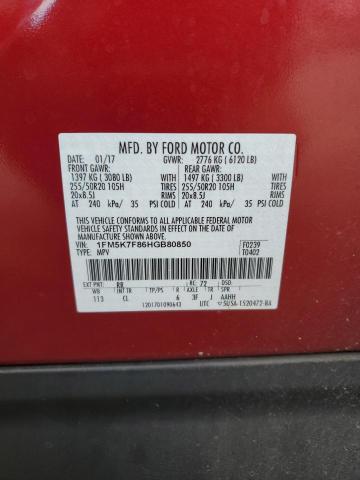 MFD. BY FORD MOTOR CO.
DATE: 01/17 GVWR: 2776 KG ( 6120 LB)
FRONT GAWR: REAR GAWR:
1397 KG ( 3080 LB) WITH 1497 KG ( 3300 LB) WITH
255/50R20 105H TIRES 255/50R20 105H TIRES
20x8.5J RIMS 20x8.5J RIMS
AT 240 kPa/ 35 PSI COLD AT 240 kPa/ 35 PSI COLD
THIS VEHICLE CONFORMS TO ALL APPLICABLE FEDERAL MOTOR
VEHICLE SAFETY AND BUMPER STANDARDS IN EFFECT ON THE DATE OF
MANUFACTURE SHOWN ABOVE.
VIN: 1FM5K7F86HGB80850 F0239
TYPE: MPV T0402
EXT PNT: RR RC: 72 DSO:
WB INT TR TP/PS R AXLE TR SPR
113 CL 6 3F J AAHH
1201701090643 UTC 5USA-1520472-BA